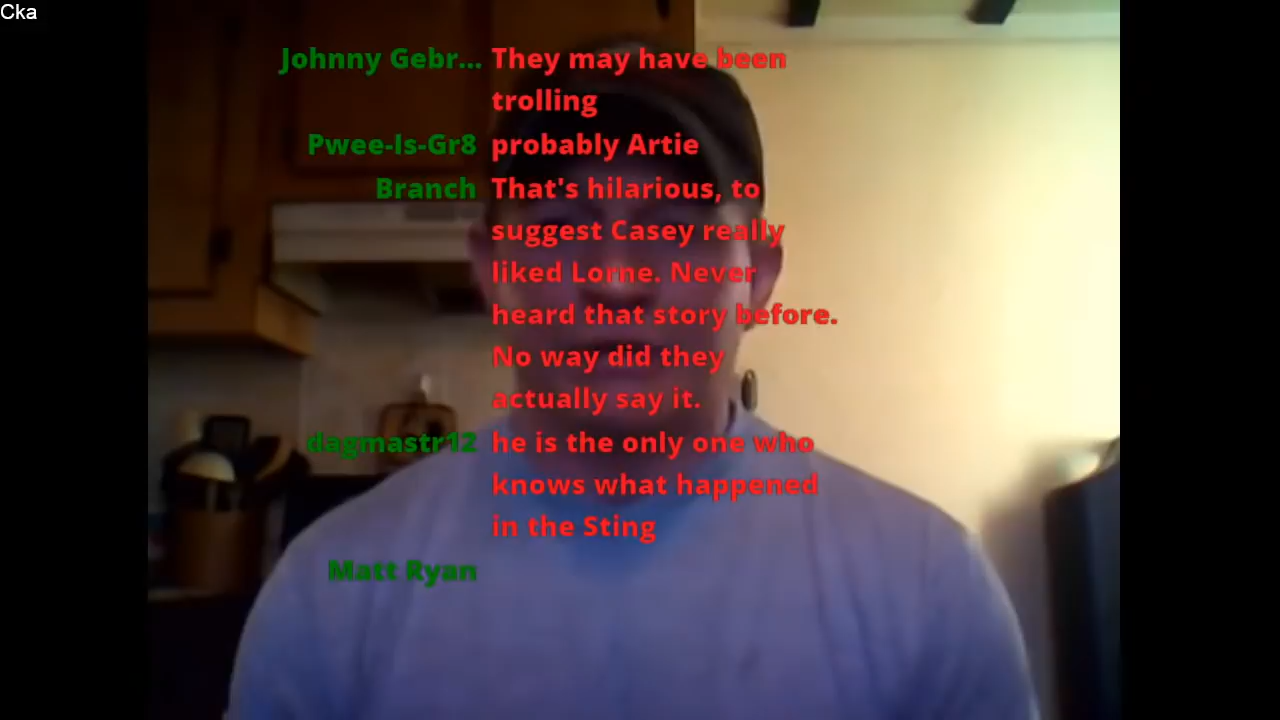 Cka
Johnny Gebr... They may have been
trolling
Pwee-Is-Gr8 probably Artie
Branch That's hilarious, to
suggest Casey really
liked Lorne. Never
heard that story before.
No way did they
actually say it.
dagmastr12 he is the only one who
knows what happened
in the Sting
Matt Ryan